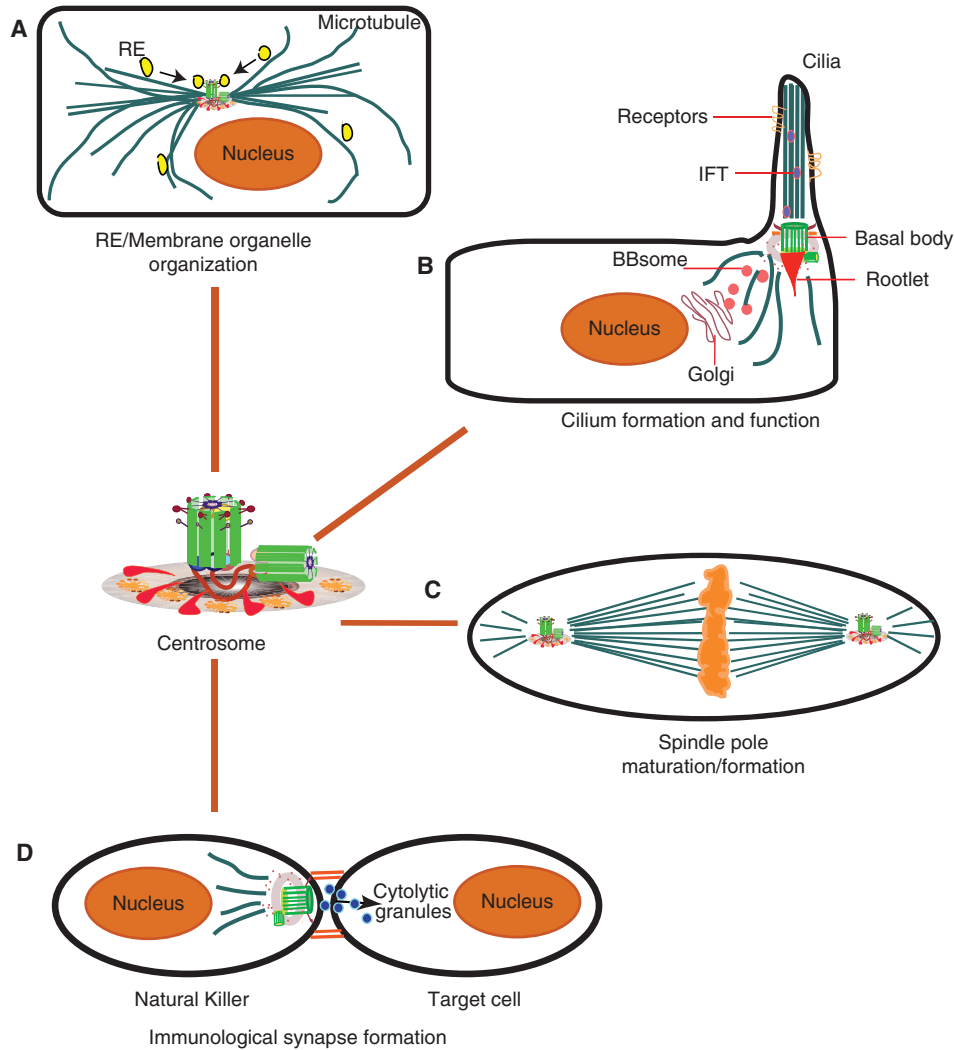 A
Microtubule
RE
Nucleus
RE/Membrane organelle
organization
Cilia
Receptors
IFT
Basal body
B
BBsome
Rootlet
Nucleus
Golgi
Cilium formation and function
Centrosome
C
Spindle pole
maturation/formation
D
Nucleus
Cytolytic
granules
Nucleus
Natural Killer
Target cell
Immunological synapse formation